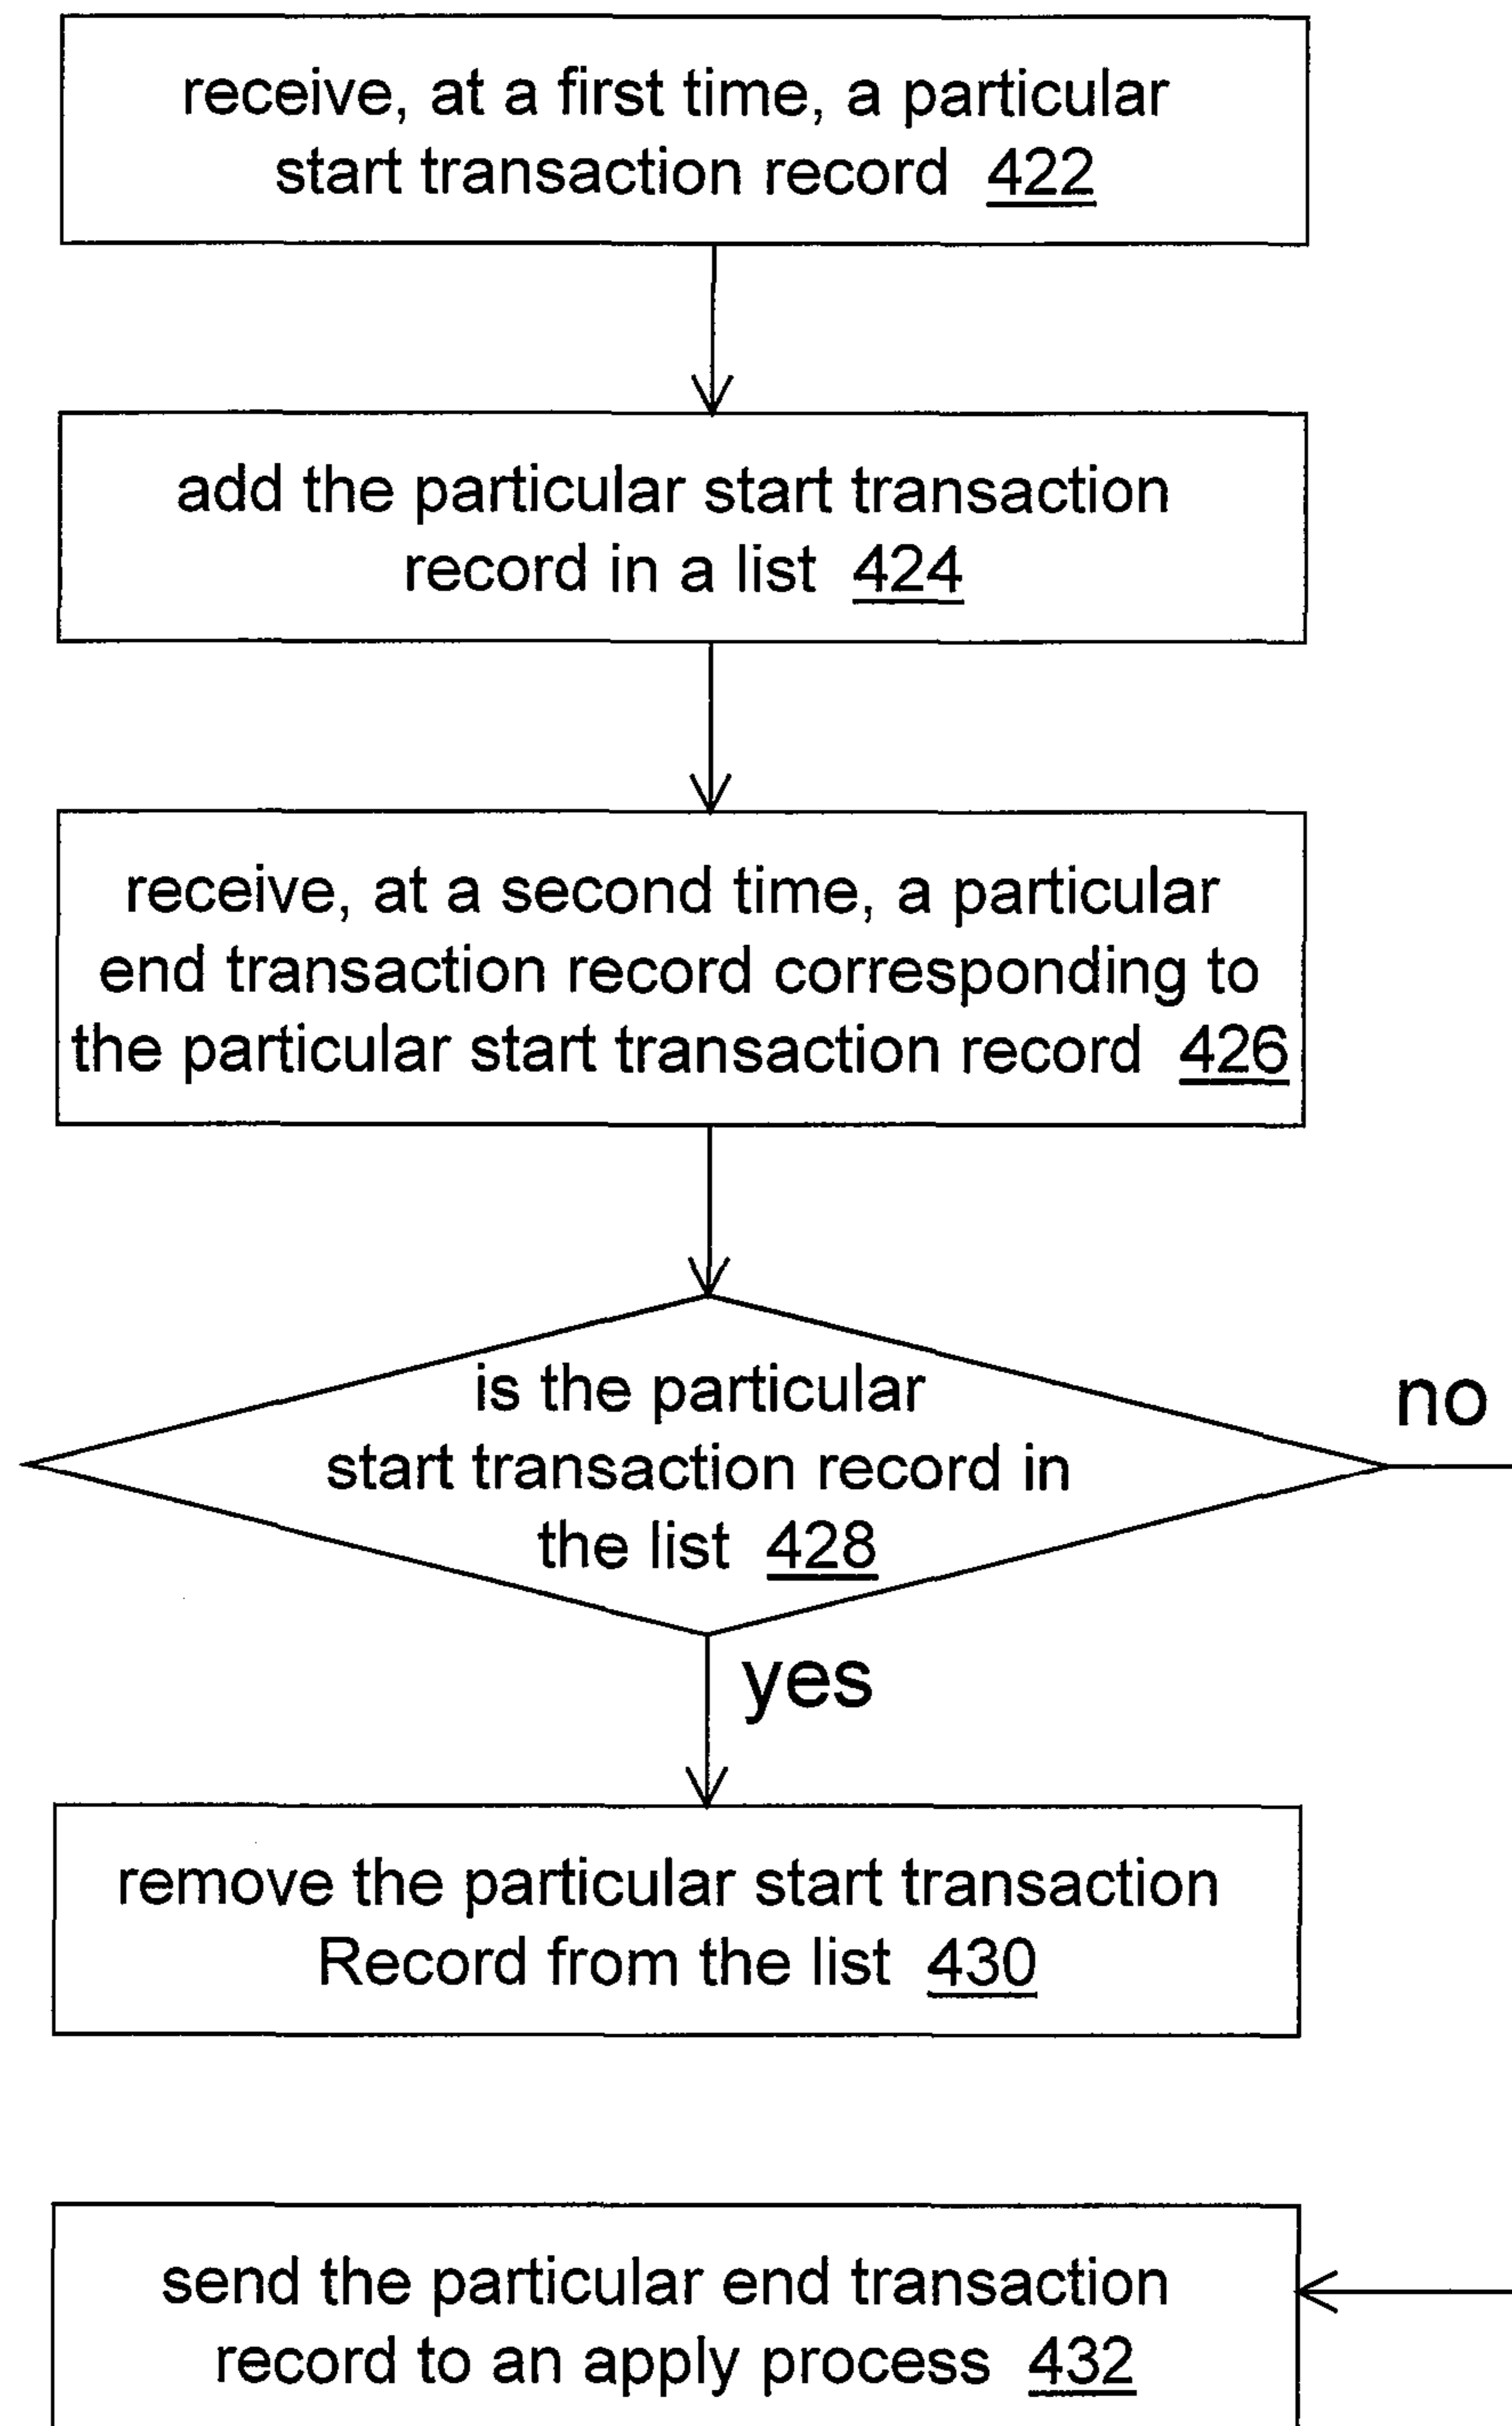 receive, at a first time, a particular
start transaction record 422
add the particular start transaction
record in a list 424
receive, at a second time, a particular
end transaction record corresponding to
the particular start transaction record 426
is the particular
start transaction record in
the list 428
no
yes
remove the particular start transaction
Record from the list 430
send the particular end transaction
record to an apply process 432